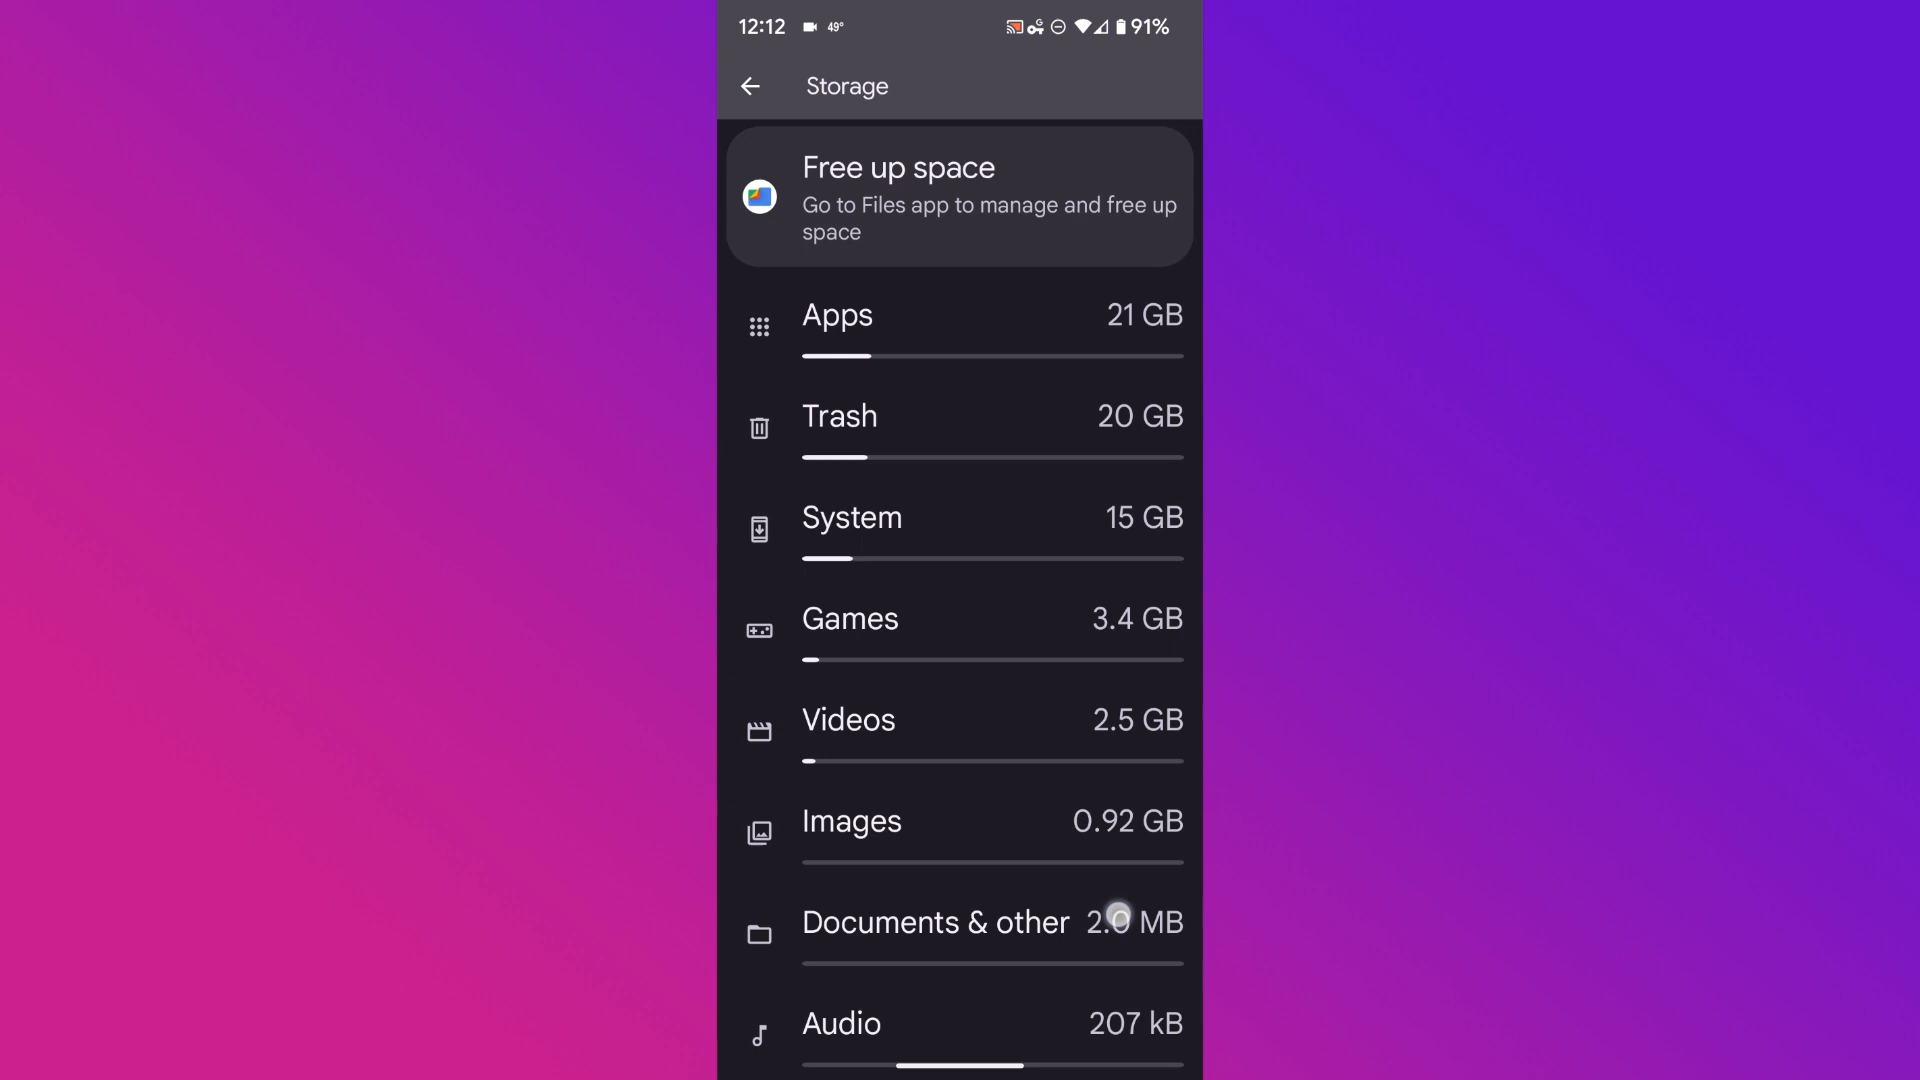 12:12 49° 91%
Storage
Free up space
Go to Files app to manage and free up
space
Apps 21 GB
Trash 20 GB
System 15 GB
Games 3.4 GB
Videos 2.5 GB
Images 0.92 GB
Documents & other 2.0 MB
Audio 207 kB